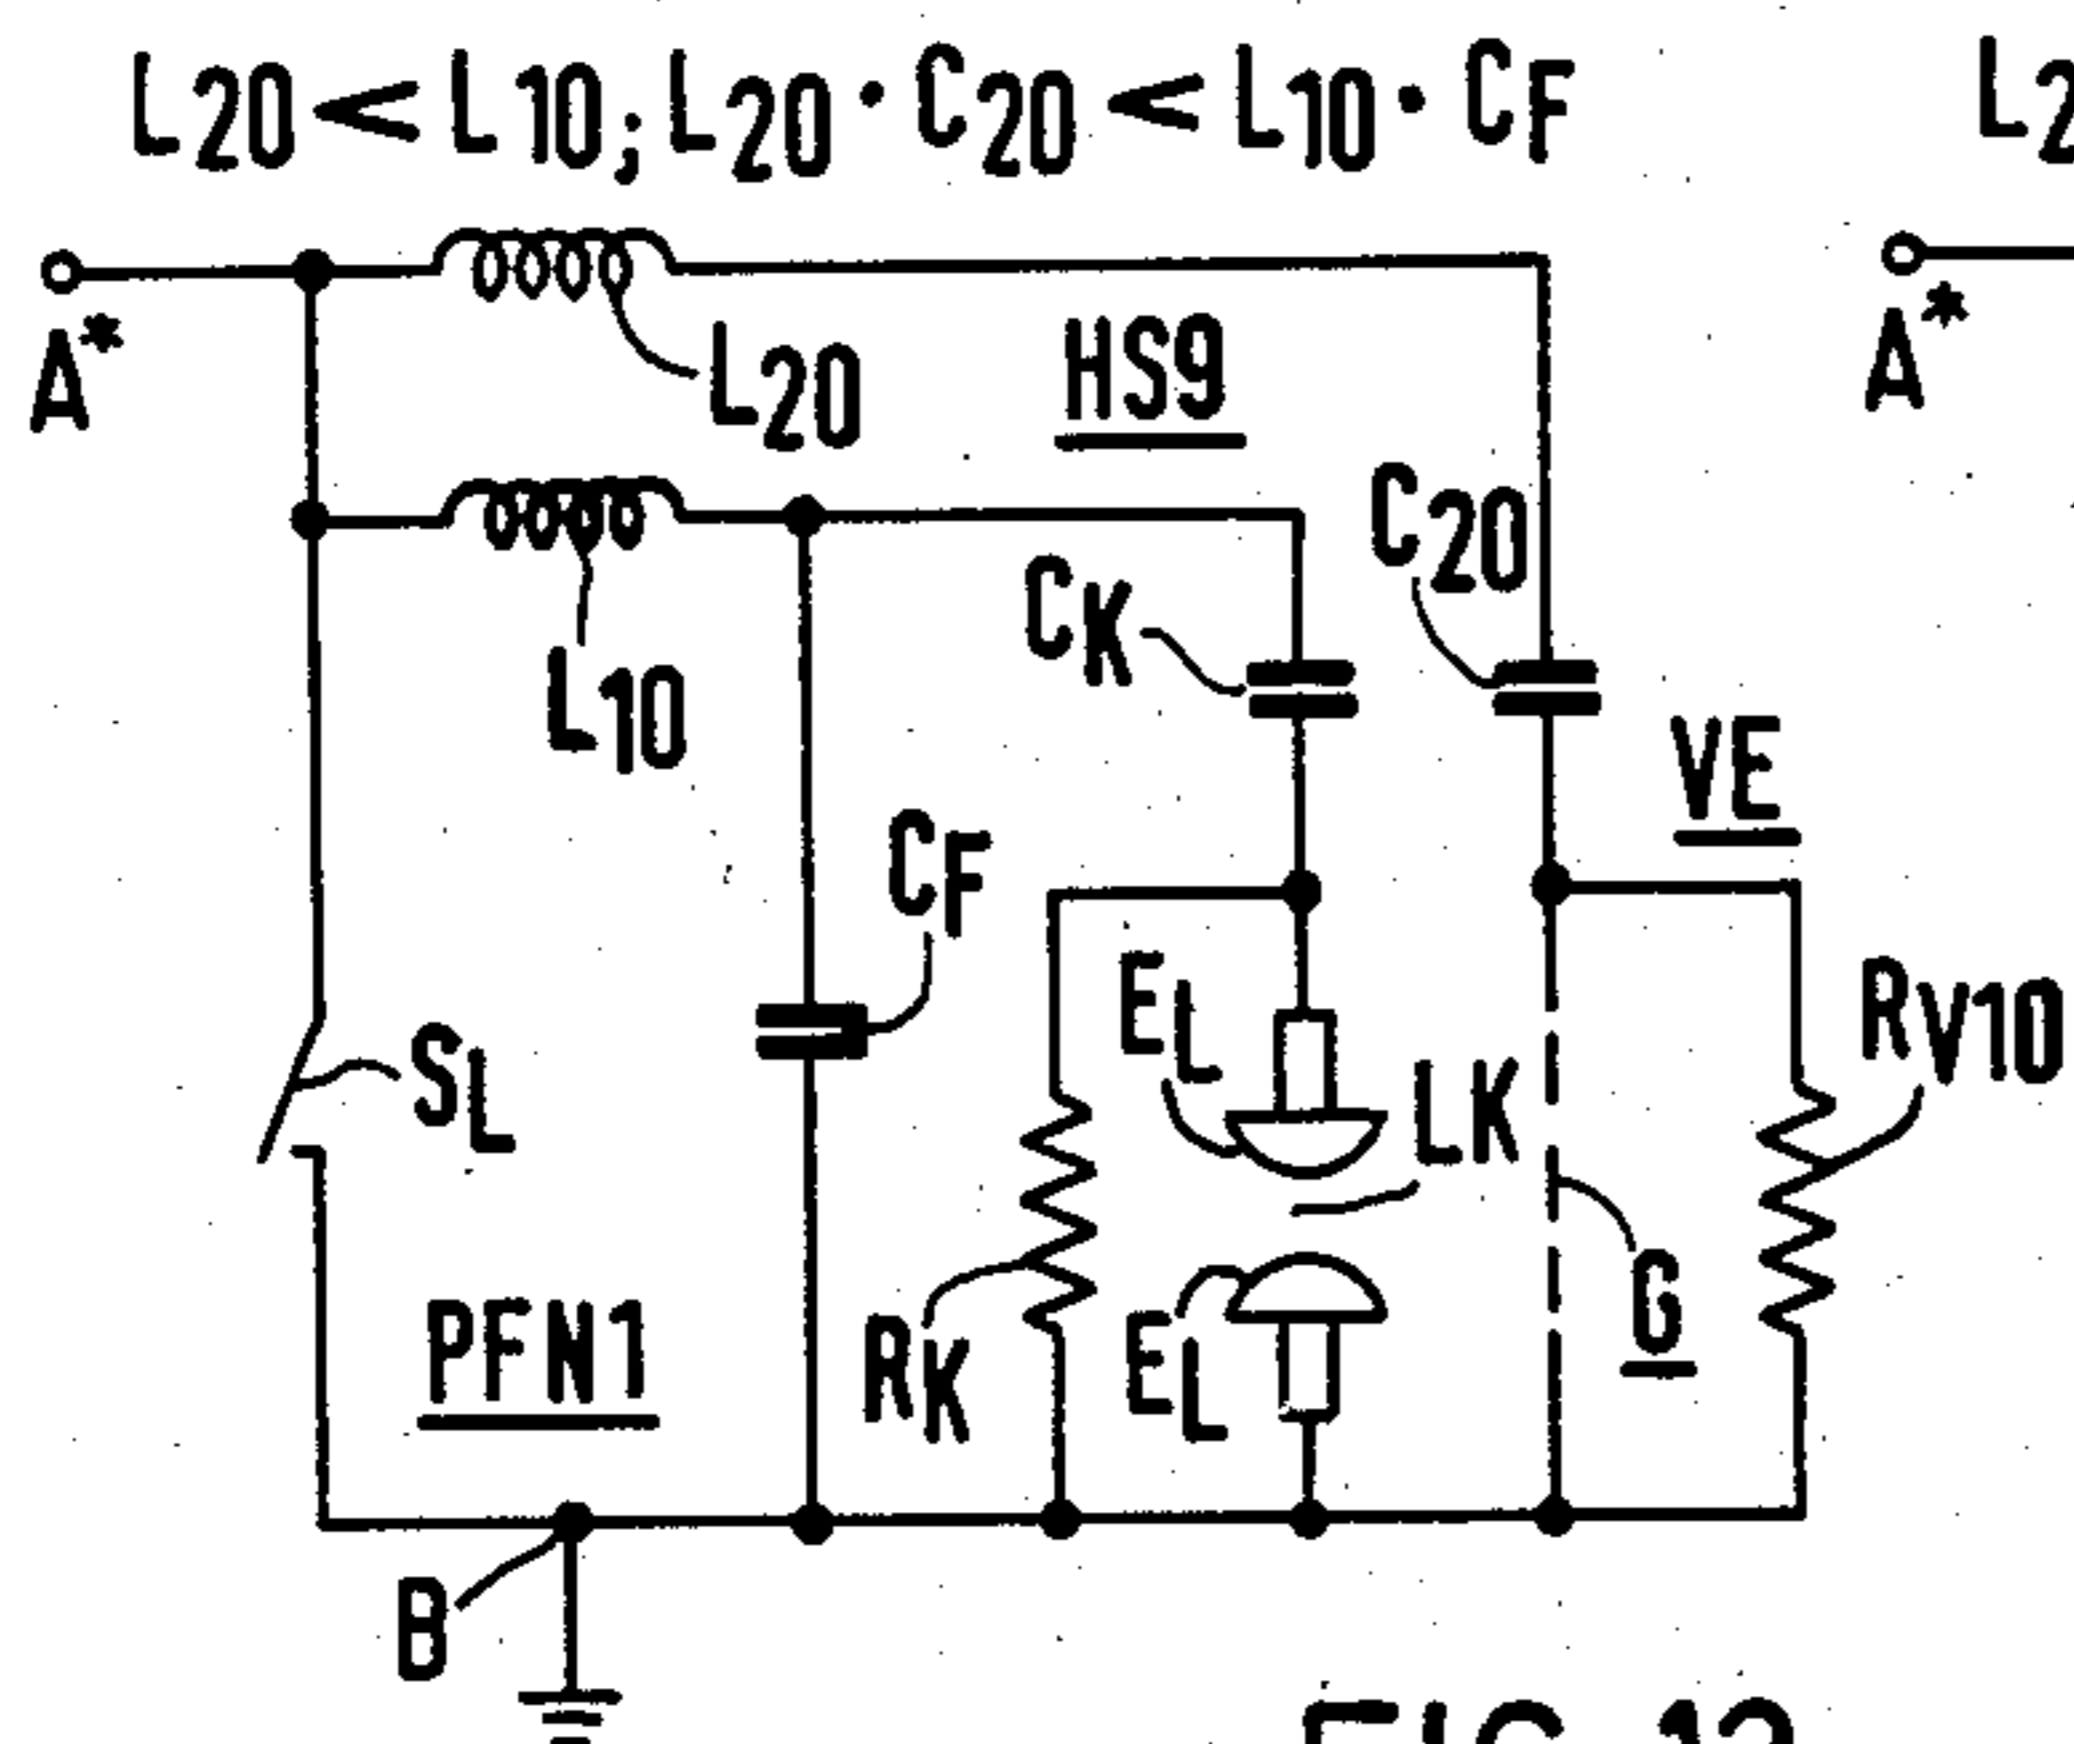 L20 < L10; L20 · C20 < L10 · CF
A*
A*
L20
HS9
C20
CK
L10
VE
CF
EL
RV10
SL
LK
G
PFN1
RK
EL
B